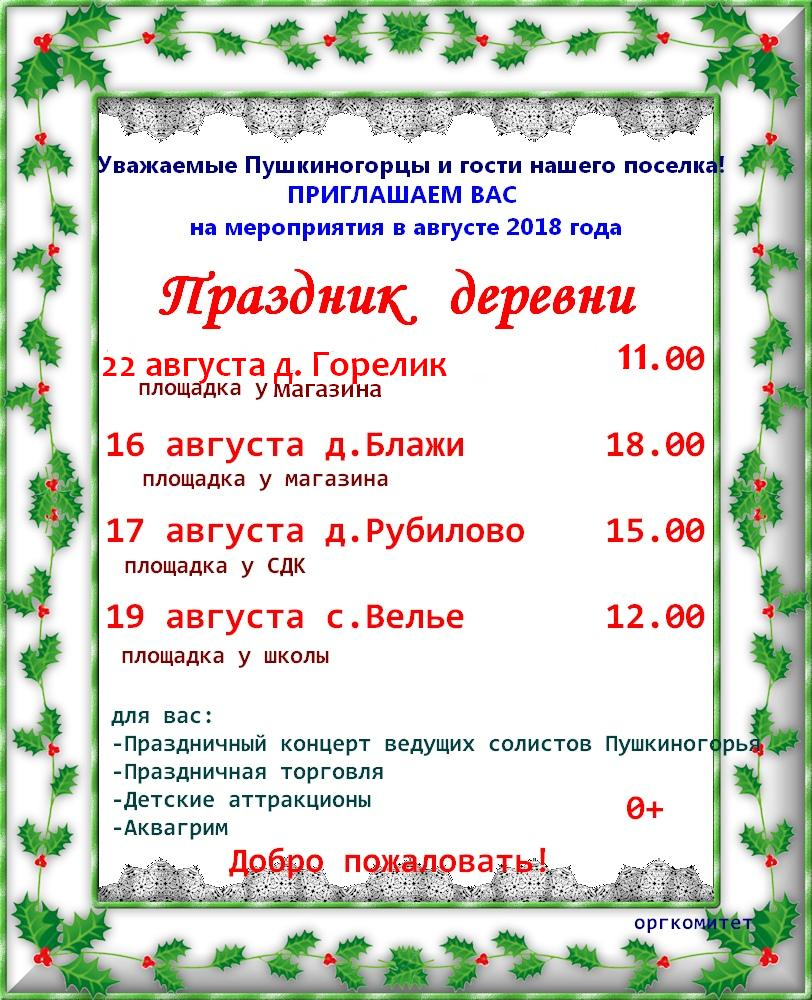 Уважаемые Пушкиногорцы и гости нашего поселка!
ПРИГЛАШАЕМ ВАС
на мероприятия в августе 2018 года
Праздник деревни
22 августа д. Горелик 11.00
площадка у магазина
16 августа д.Блажи 18.00
площадка у магазина
17 августа д.Рубилово 15.00
площадка у СДК
19 августа с.Велье 12.00
площадка у школы
для вас:
-Праздничный концерт ведущих солистов Пушкиногорья
-Праздничная торговля
-Детские аттракционы
0+
-Аквагрим
Добро пожаловать!
оргкомитет